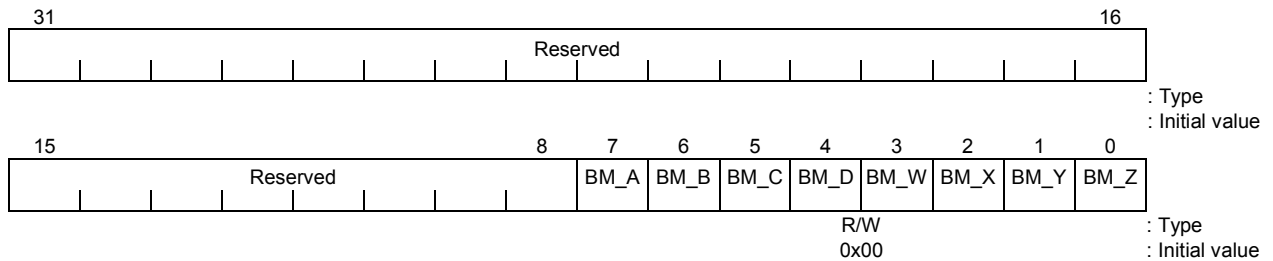 31 16
Reserved
: Type
: Initial value
15 8 7 6 5 4 3 2 1 0
Reserved BM_A BM_B BM_C BM_D BM_W BM_X BM_Y BM_Z
R/W : Type
0x00 : Initial value